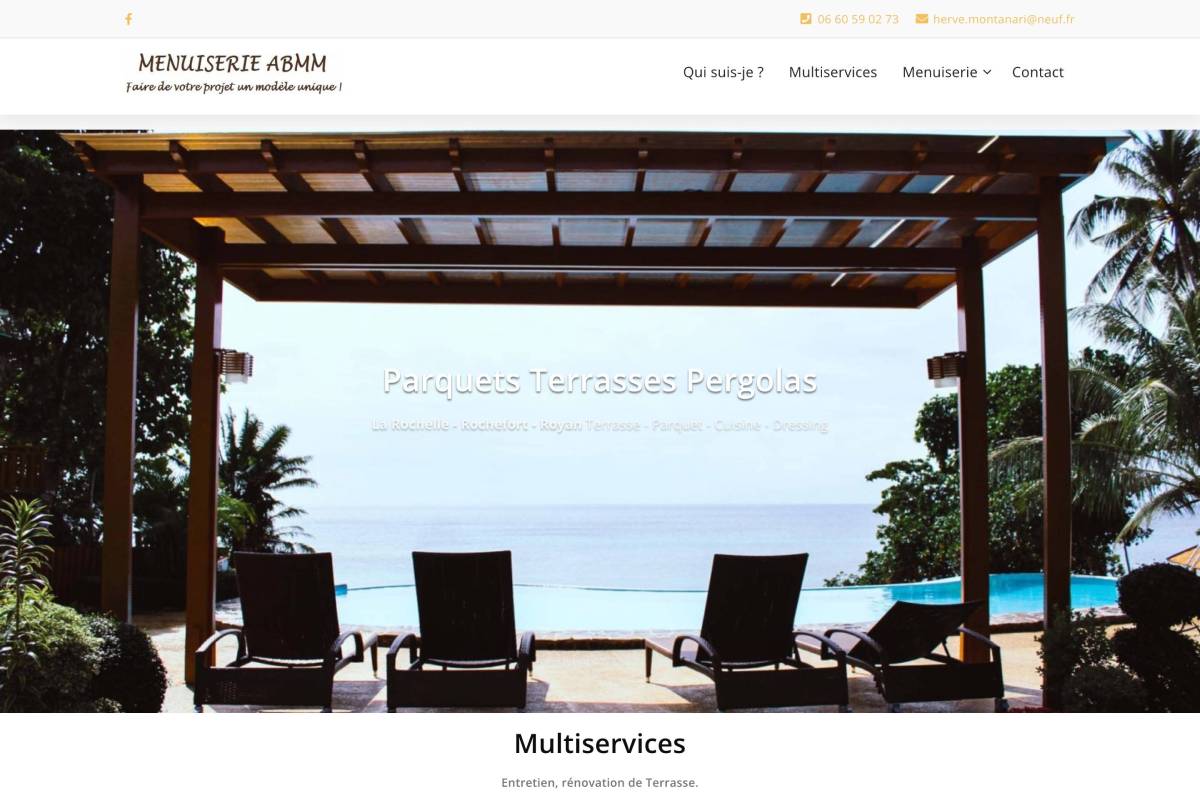 06 60 59 02 73 herve.montanari@neuf.fr
MENUISERIE ABMM
Faire de votre projet un modèle unique !
Qui suis-je ? Multiservices Menuiserie Contact
Parquets Terrasses Pergolas
La Rochelle - Rochefort - Royan Terrasse - Parquet - Cuisine - Dressing
Multiservices
Entretien, rénovation de Terrasse.